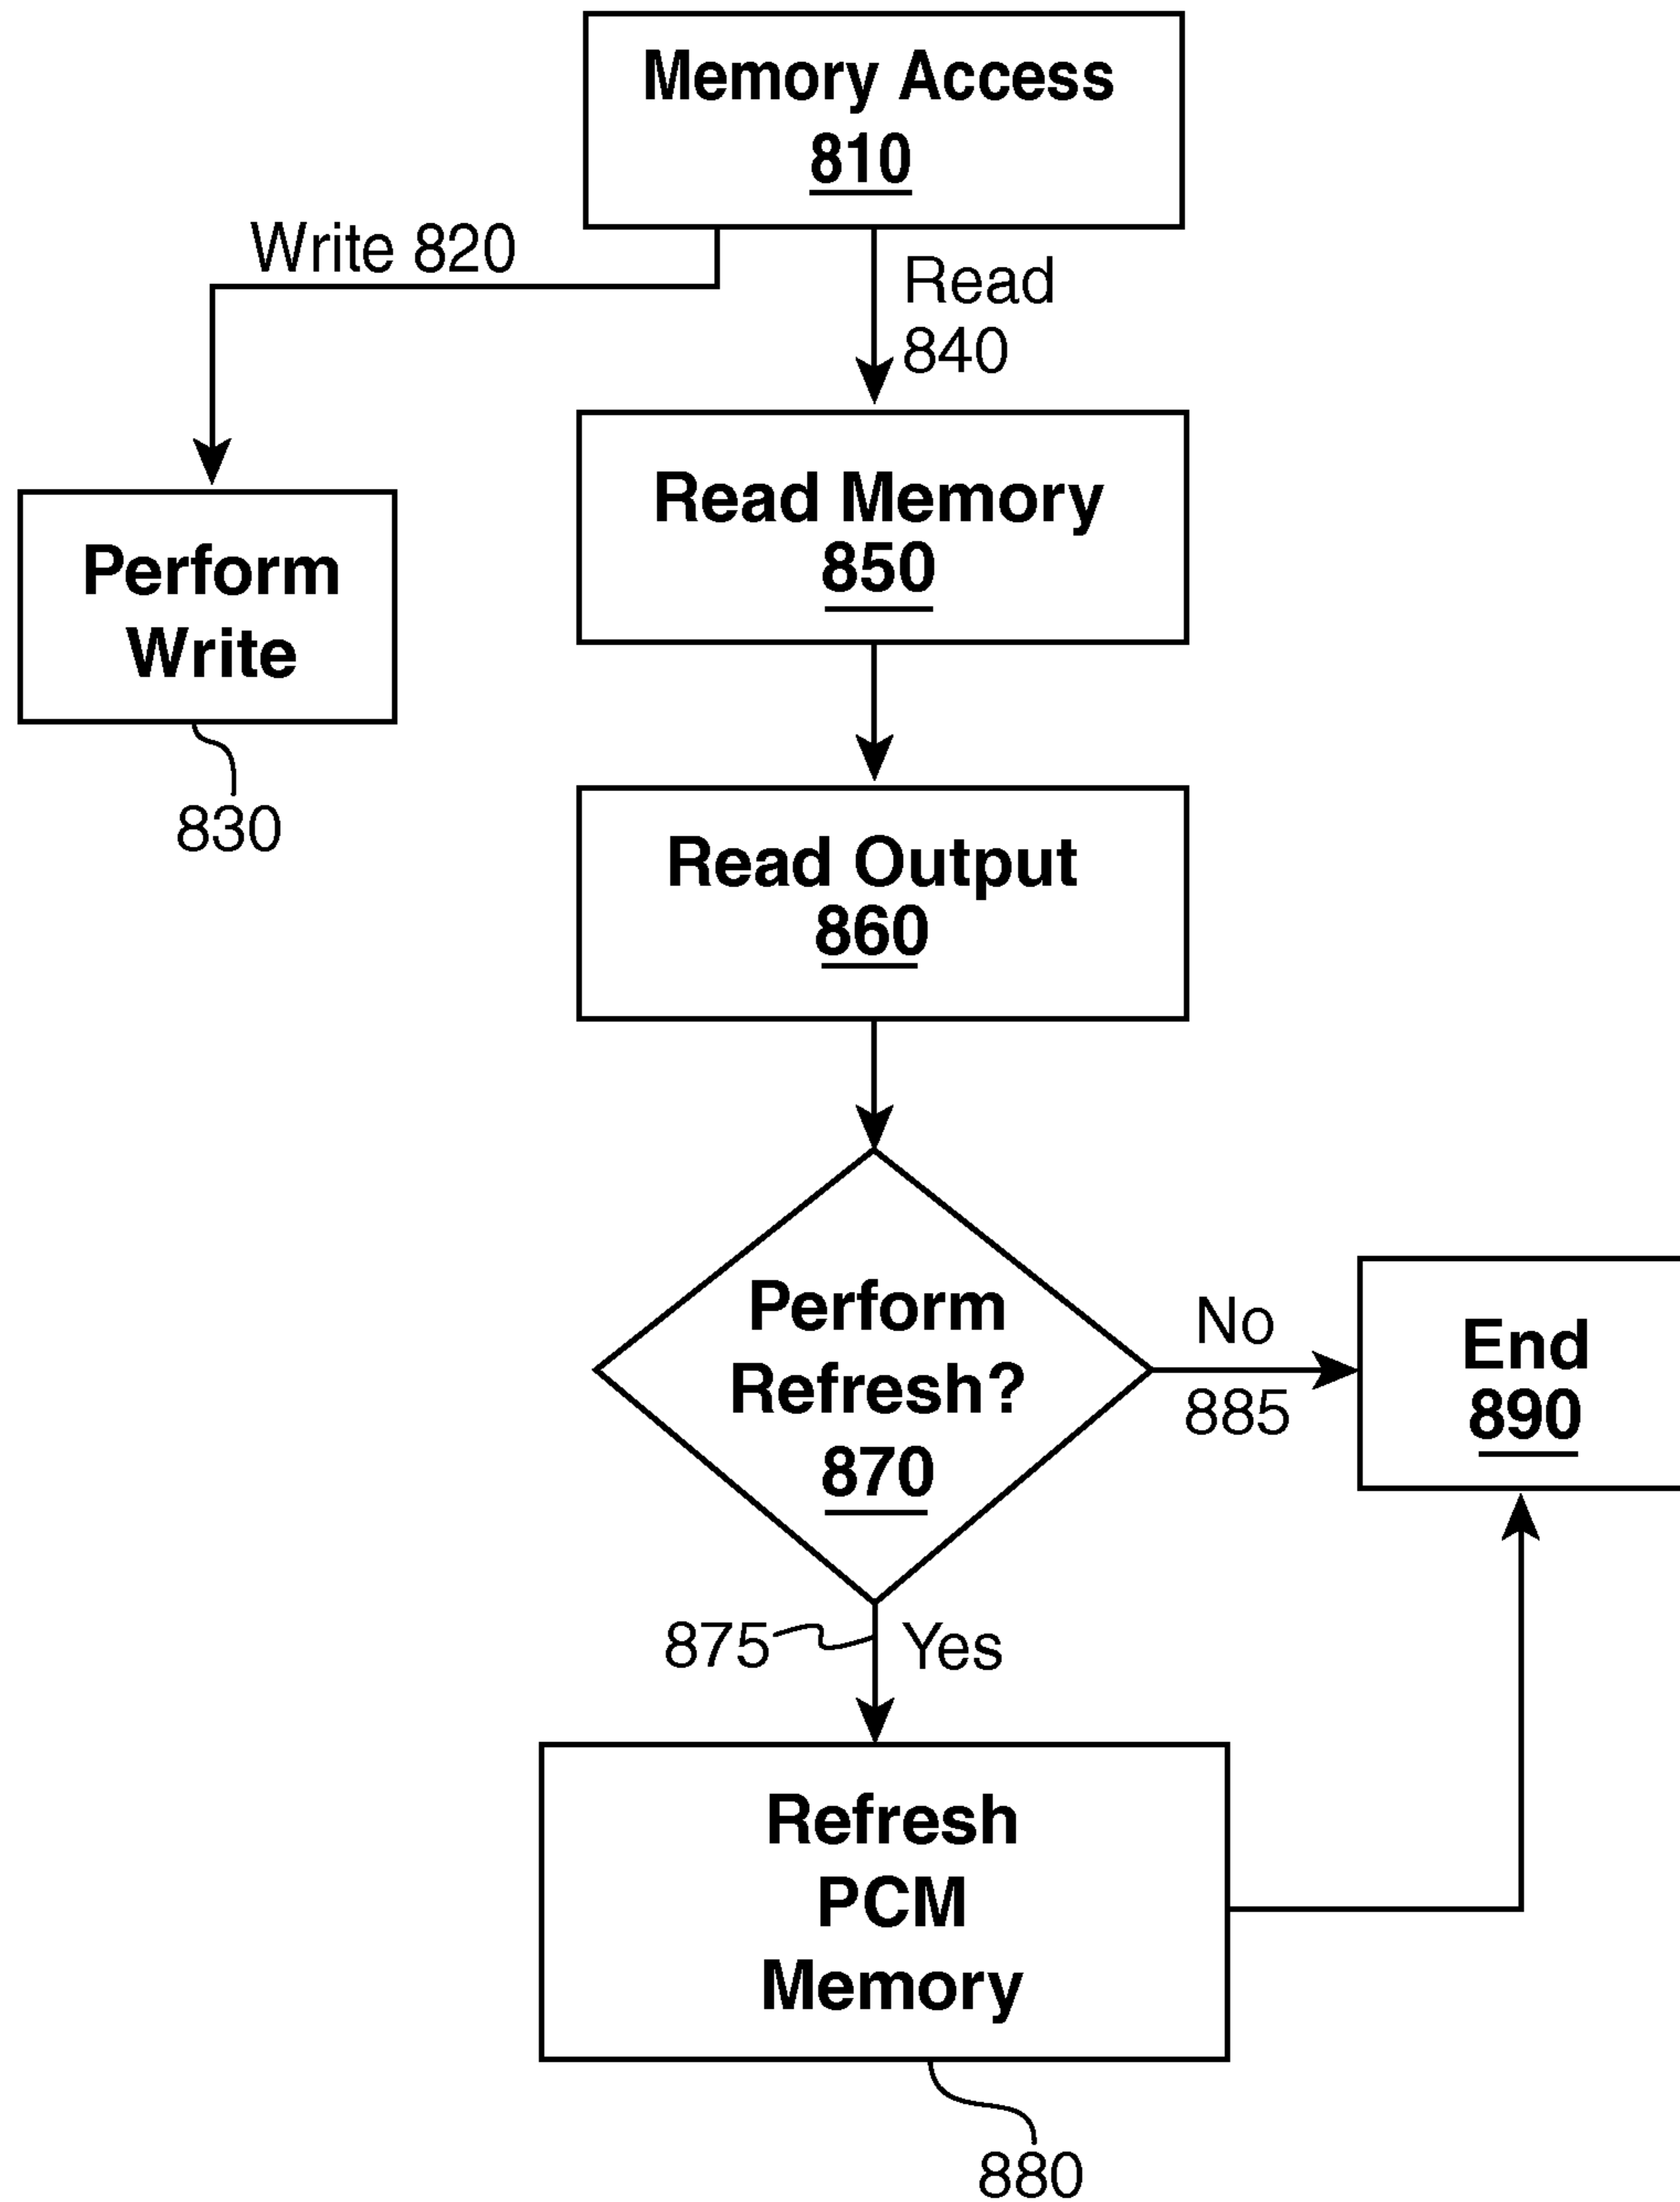 Memory Access
810
Write 820
Read
840
Read Memory
850
Perform
Write
830
Read Output
860
Perform
Refresh?
870
No
885
End
890
875
Yes
Refresh
PCM
Memory
880